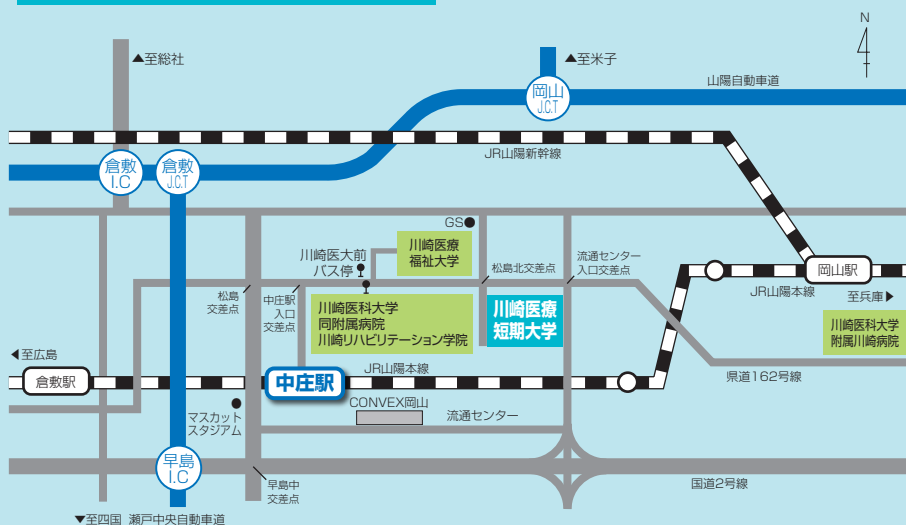 N
▲至総社
▲至米子
岡山
J.C.T
山陽自動車道
JR山陽新幹線
倉敷
I.C
倉敷
J.C.T
GS●
川崎医療
福祉大学
川崎医大前
バス停
松島北交差点
流通センター
入口交差点
岡山駅
JR山陽本線
至兵庫▶
松島
交差点
中庄駅
入口
交差点
川崎医科大学
同附属病院
川崎リハビリテーション学院
川崎医療
短期大学
川崎医科大学
附属川崎病院
◀至広島
倉敷駅
中庄駅
JR山陽本線
県道162号線
マスカット
スタジアム
CONVEX岡山
流通センター
早島
I.C
早島中
交差点
国道2号線
▼至四国 瀬戸中央自動車道